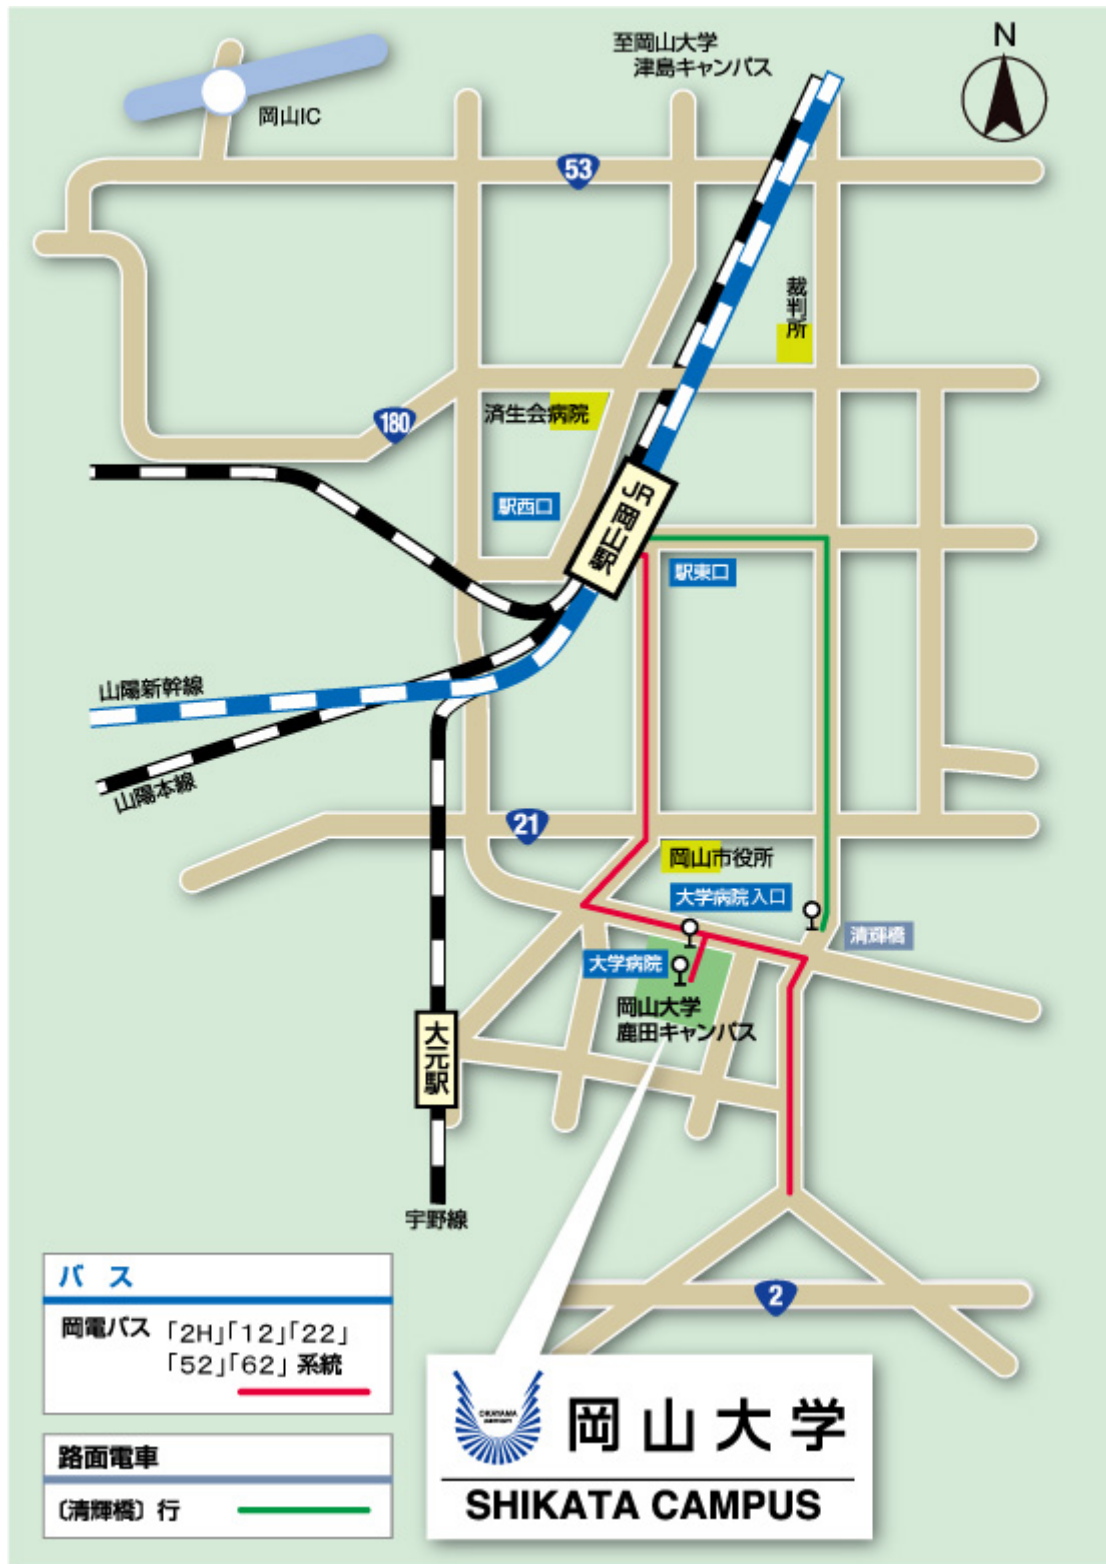 至岡山大学
津島キャンパス
N
岡山IC
53
裁判所
180
済生会病院
駅西口
JR岡山駅
駅東口
山陽新幹線
山陽本線
21
岡山市役所
大学病院入口
清輝橋
大学病院
岡山大学
鹿田キャンパス
大元駅
宇野線
2
バス
岡電バス 「2H」「12」「22」
「52」「62」 系統
路面電車
〔清輝橋〕行
OKAYAMA
UNIVERSITY
岡山大学
SHIKATA CAMPUS